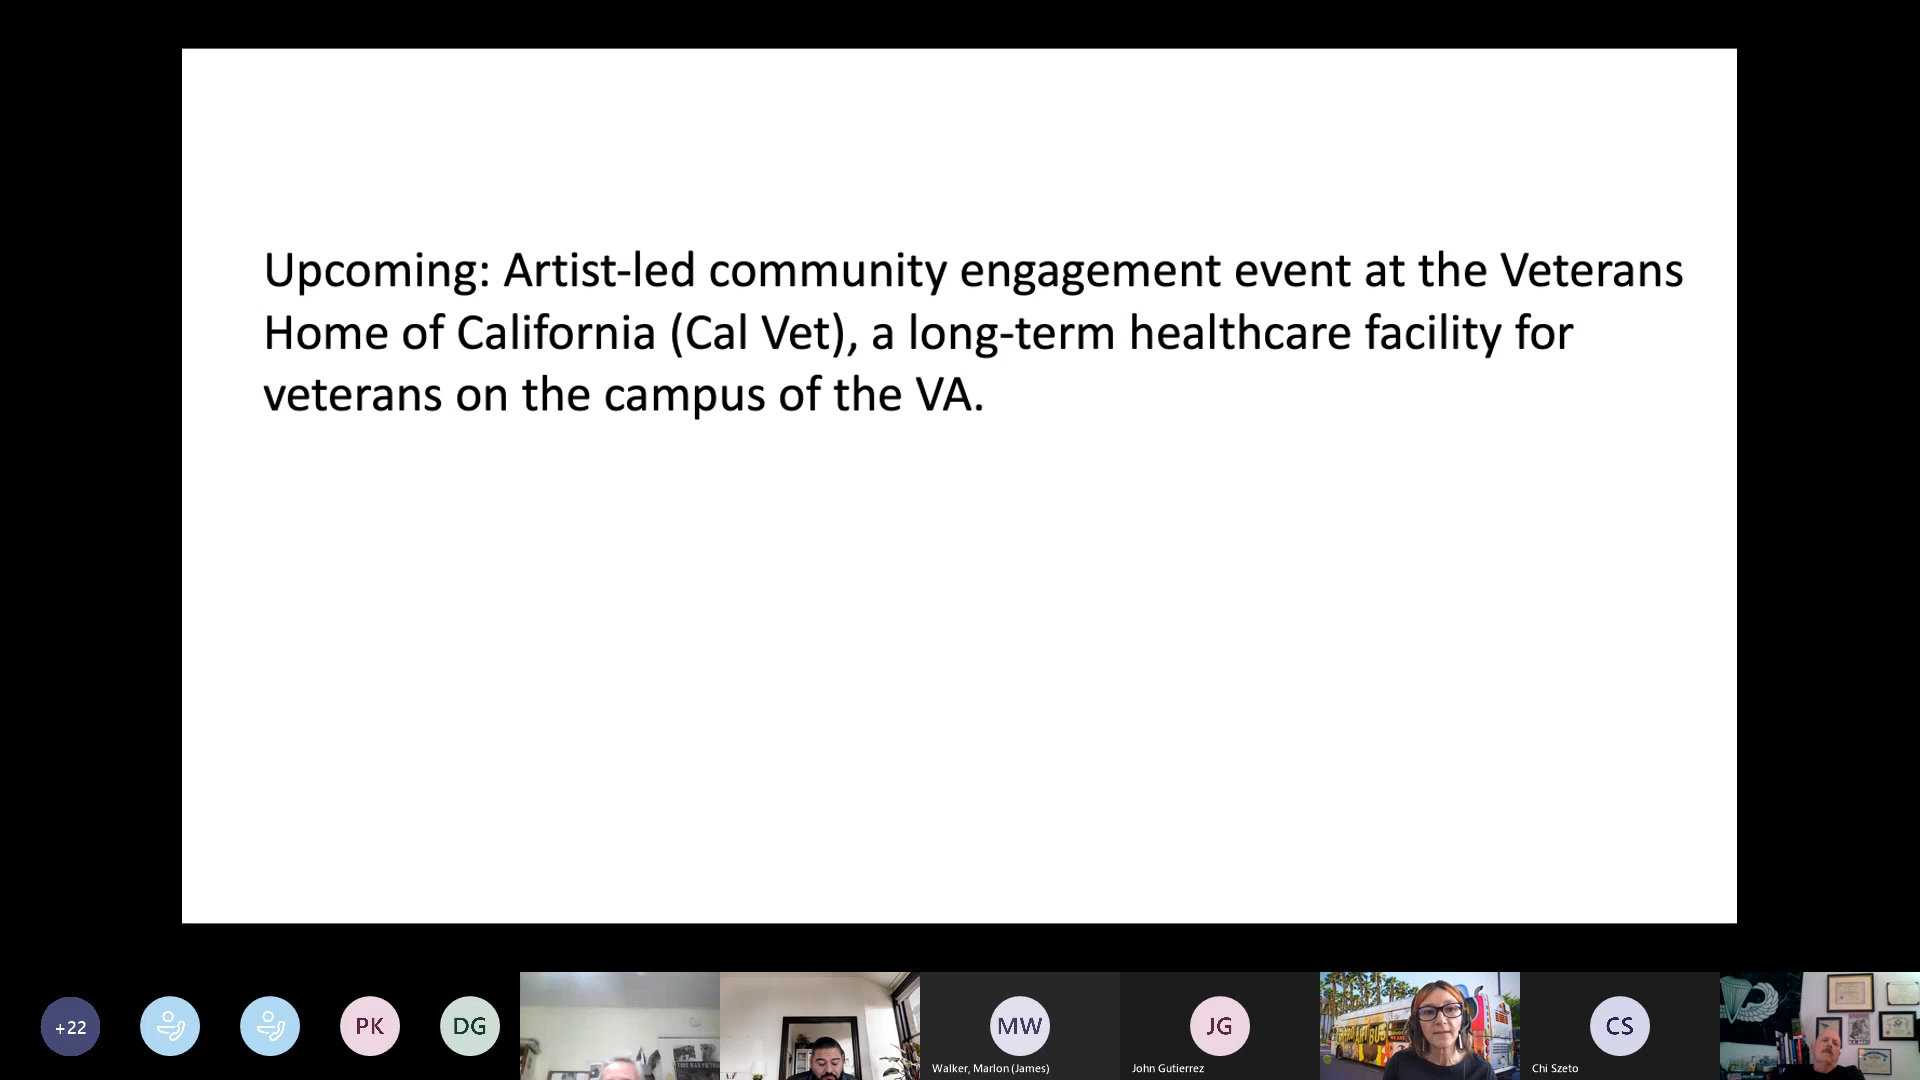 Upcoming: Artist-led community engagement event at the Veterans
Home of California (Cal Vet), a long-term healthcare facility for
veterans on the campus of the VA.
+22
PK
DG
MW
Walker, Marlon (James)
JG
John Gutierrez
ART BUS
CS
Chi Szeto